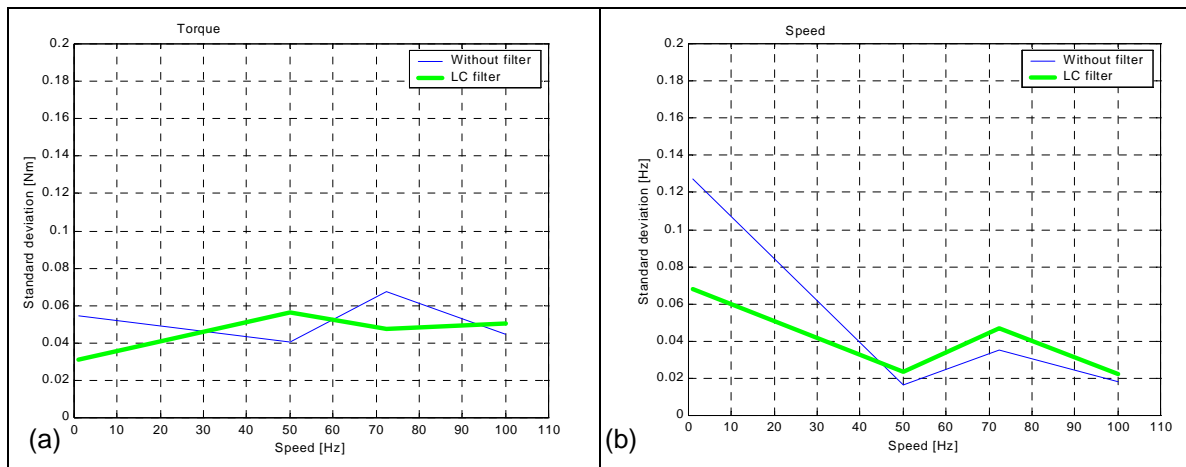 Torque
0.2
0.18
0.16
0.14
0.12
0.1
0.08
0.06
0.04
0.02
0
Standard deviation [Nm]
Without filter
LC filter
0 10 20 30 40 50 60 70 80 90 100 110
Speed [Hz]
(a)
Speed
0.2
0.18
0.16
0.14
0.12
0.1
0.08
0.06
0.04
0.02
0
Standard deviation [Hz]
Without filter
LC filter
0 10 20 30 40 50 60 70 80 90 100 110
Speed [Hz]
(b)